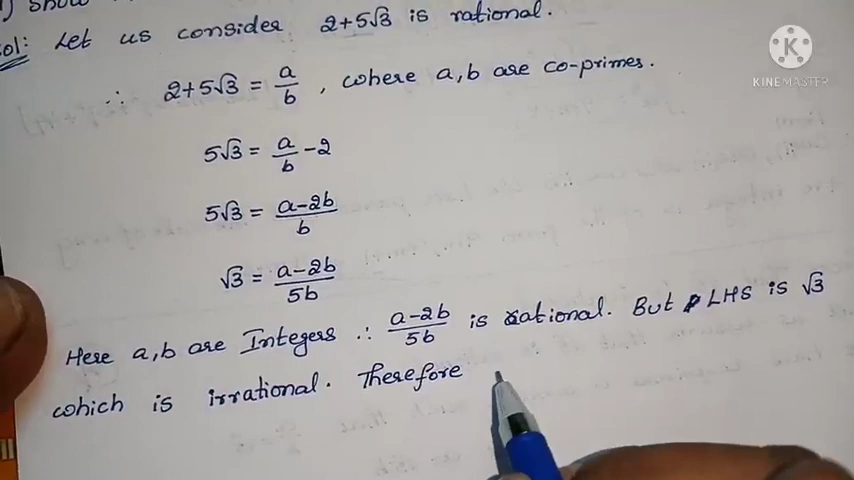 Show
Sol: Let us consider 2+5√3 is rational.
∴ 2+5√3 = a/b , where a,b are co-primes.
5√3 = a/b - 2
5√3 = a-2b/b
√3 = a-2b/5b
Here a,b are Integers ∴ a-2b/5b is rational. But LHS is √3
which is irrational. Therefore
KINEMASTER